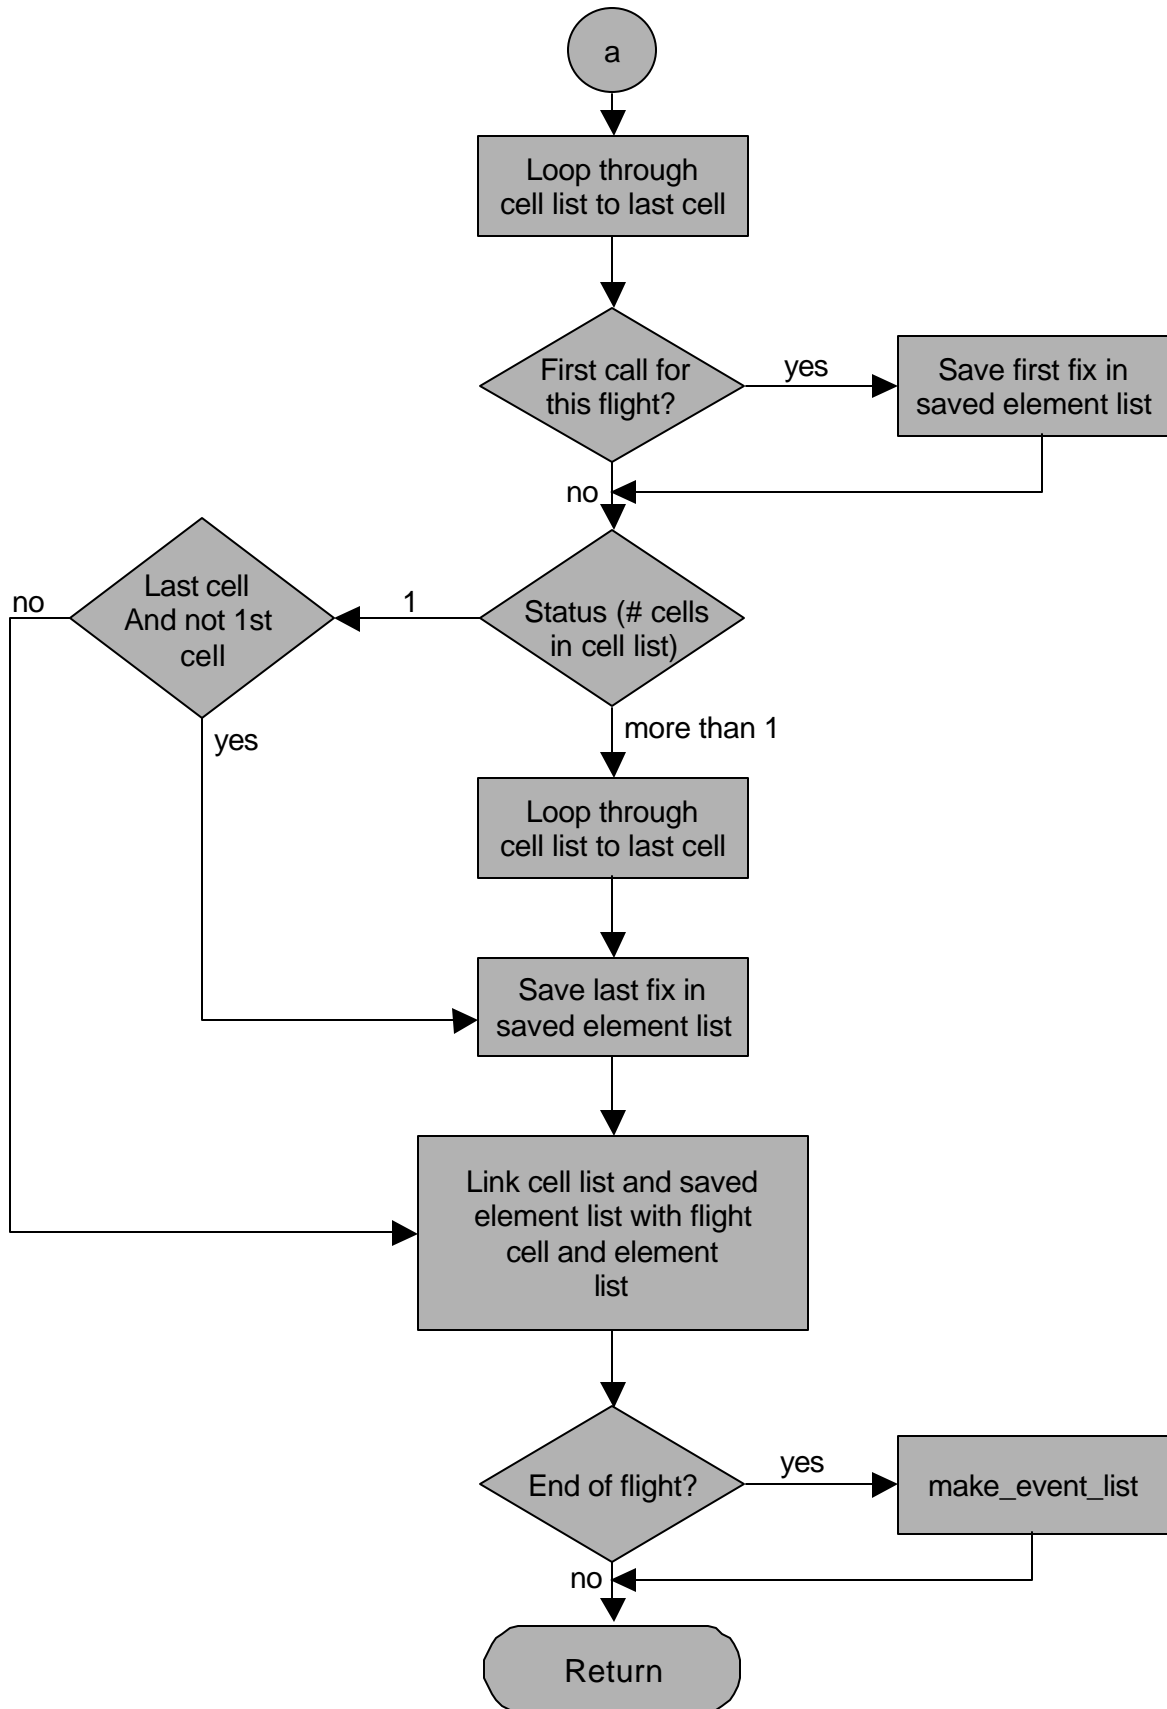 a
Loop through
cell list to last cell
First call for
this flight?
yes
Save first fix in
saved element list
no
Last cell
And not 1st
cell
no
1
Status (# cells
in cell list)
yes
more than 1
Loop through
cell list to last cell
Save last fix in
saved element list
Link cell list and saved
element list with flight
cell and element
list
End of flight?
yes
make_event_list
no
Return